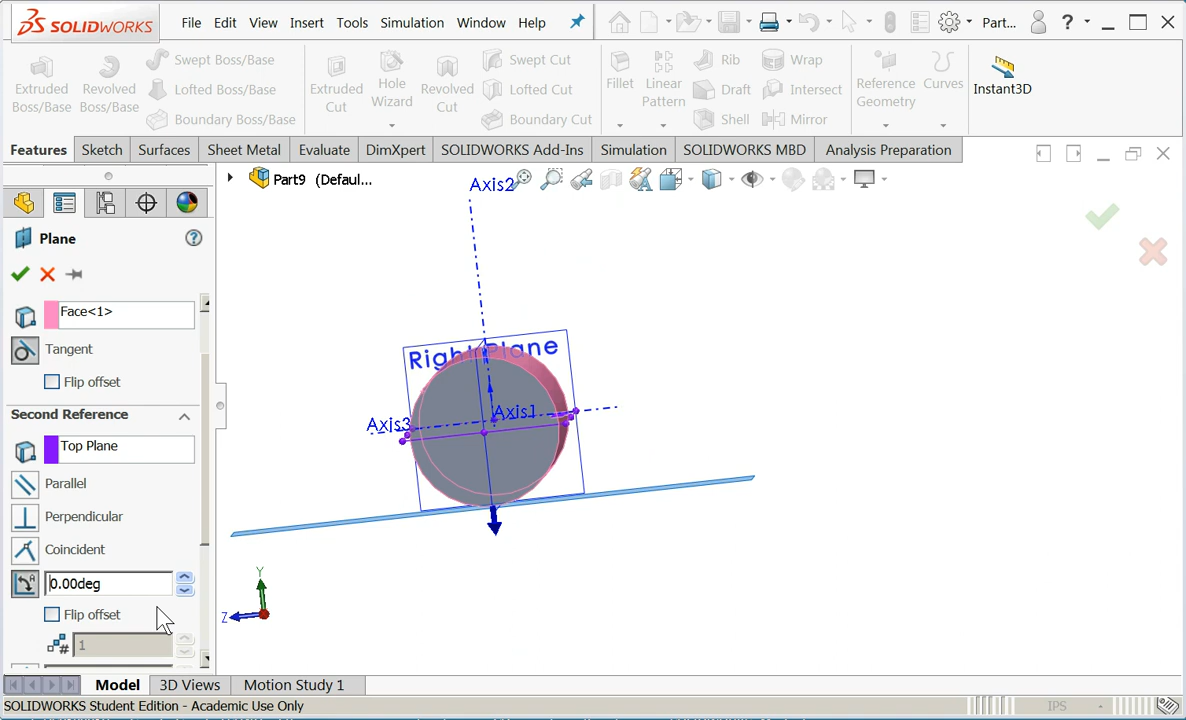 SOLIDWORKS File Edit View Insert Tools Simulation Window Help Part... ?
Extruded Boss/Base
Revolved Boss/Base
Swept Boss/Base
Lofted Boss/Base
Boundary Boss/Base
Extruded Cut
Hole Wizard
Revolved Cut
Swept Cut
Lofted Cut
Boundary Cut
Fillet
Linear Pattern
Rib
Draft
Shell
Wrap
Intersect
Mirror
Reference Geometry
Curves
Instant3D
Features Sketch Surfaces Sheet Metal Evaluate DimXpert SOLIDWORKS Add-Ins Simulation SOLIDWORKS MBD Analysis Preparation
Part9 (Defaul...
Plane ?
Face<1>
Tangent
Flip offset
Second Reference
Top Plane
Parallel
Perpendicular
Coincident
0.00deg
Flip offset
1
Axis2
Right Plane
Axis1
Axis3
Y
Z
Model 3D Views Motion Study 1
SOLIDWORKS Student Edition - Academic Use Only IPS